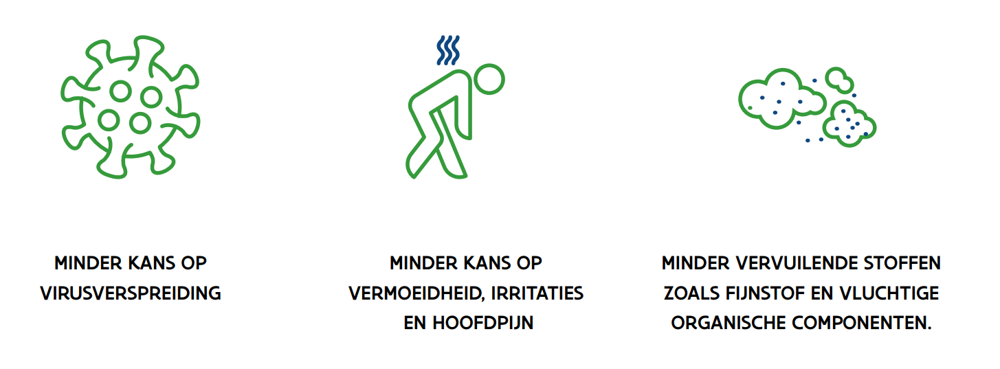 MINDER KANS OP
VIRUSVERSPREIDING
MINDER KANS OP
VERMOEIDHEID, IRRITATIES
EN HOOFDPIJN
MINDER VERVUILENDE STOFFEN
ZOALS FIJNSTOF EN VLUCHTIGE
ORGANISCHE COMPONENTEN.